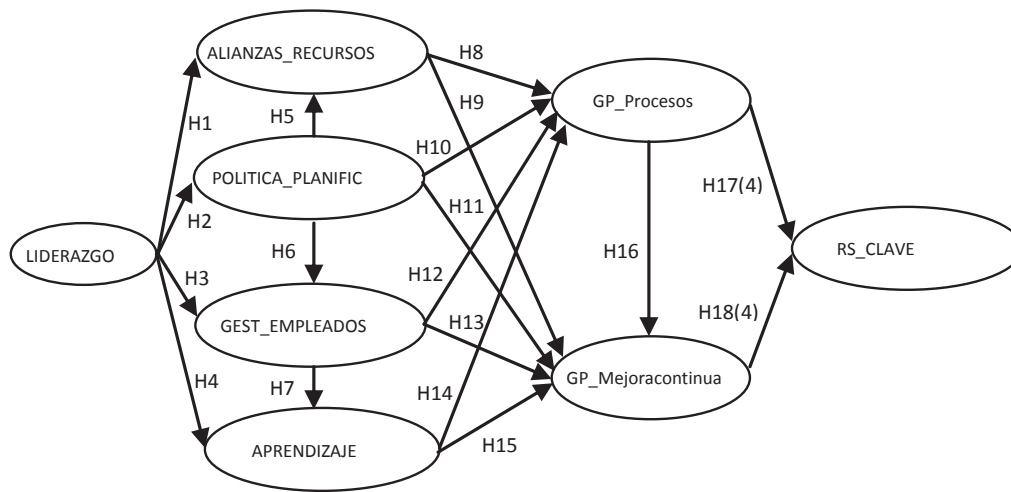 ALIANZAS_RECURSOS
H8
GP_Procesos
H9
H1
H5
H10
POLITICA_PLANIFIC
H17(4)
H2
H11
LIDERAZGO
H6
H16
RS_CLAVE
H3
H12
GEST_EMPLEADOS
H13
H18(4)
H4
H7
H14
GP_Mejoracontinua
APRENDIZAJE
H15